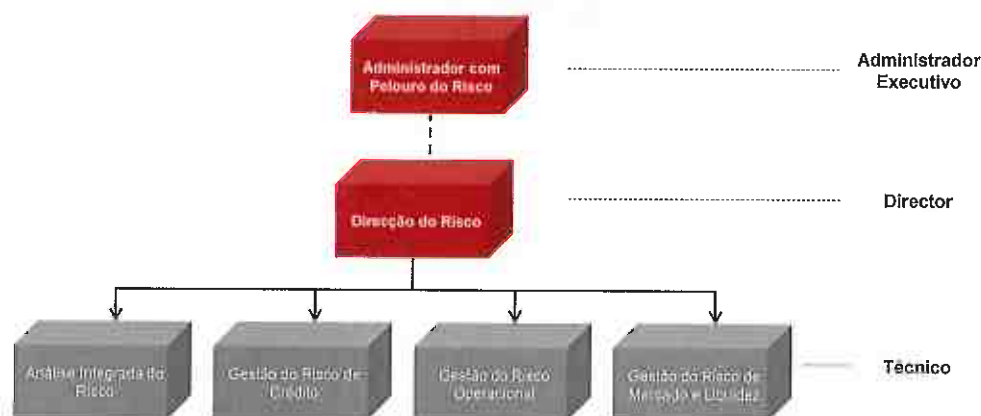 Administrador com
Pelouro do Risco
Administrador
Executivo
Direcção do Risco
Director
Análise Integrada do
Risco
Gestão do Risco de
Crédito
Gestão do Risco
Operacional
Gestão do Risco de
Mercado e Liquidez
Técnico